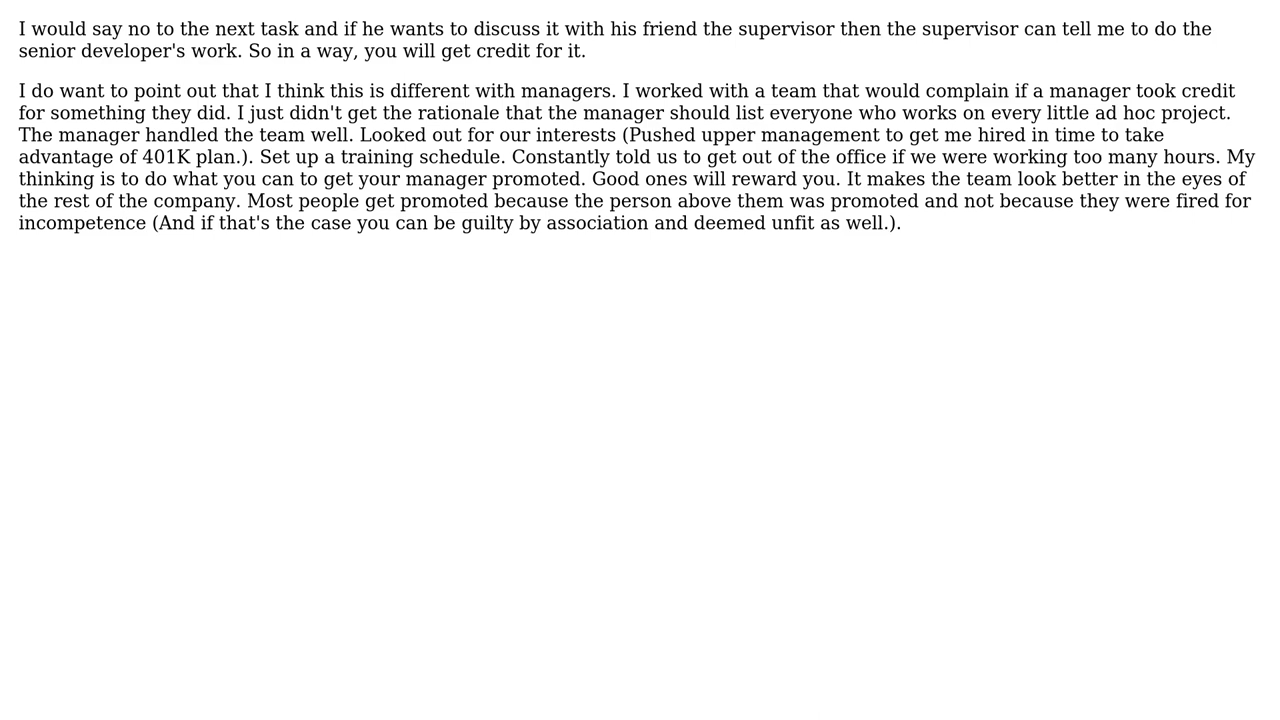 I would say no to the next task and if he wants to discuss it with his friend the supervisor then the supervisor can tell me to do the
senior developer's work. So in a way, you will get credit for it.
I do want to point out that I think this is different with managers. I worked with a team that would complain if a manager took credit
for something they did. I just didn't get the rationale that the manager should list everyone who works on every little ad hoc project.
The manager handled the team well. Looked out for our interests (Pushed upper management to get me hired in time to take
advantage of 401K plan.). Set up a training schedule. Constantly told us to get out of the office if we were working too many hours. My
thinking is to do what you can to get your manager promoted. Good ones will reward you. It makes the team look better in the eyes of
the rest of the company. Most people get promoted because the person above them was promoted and not because they were fired for
incompetence (And if that's the case you can be guilty by association and deemed unfit as well.).